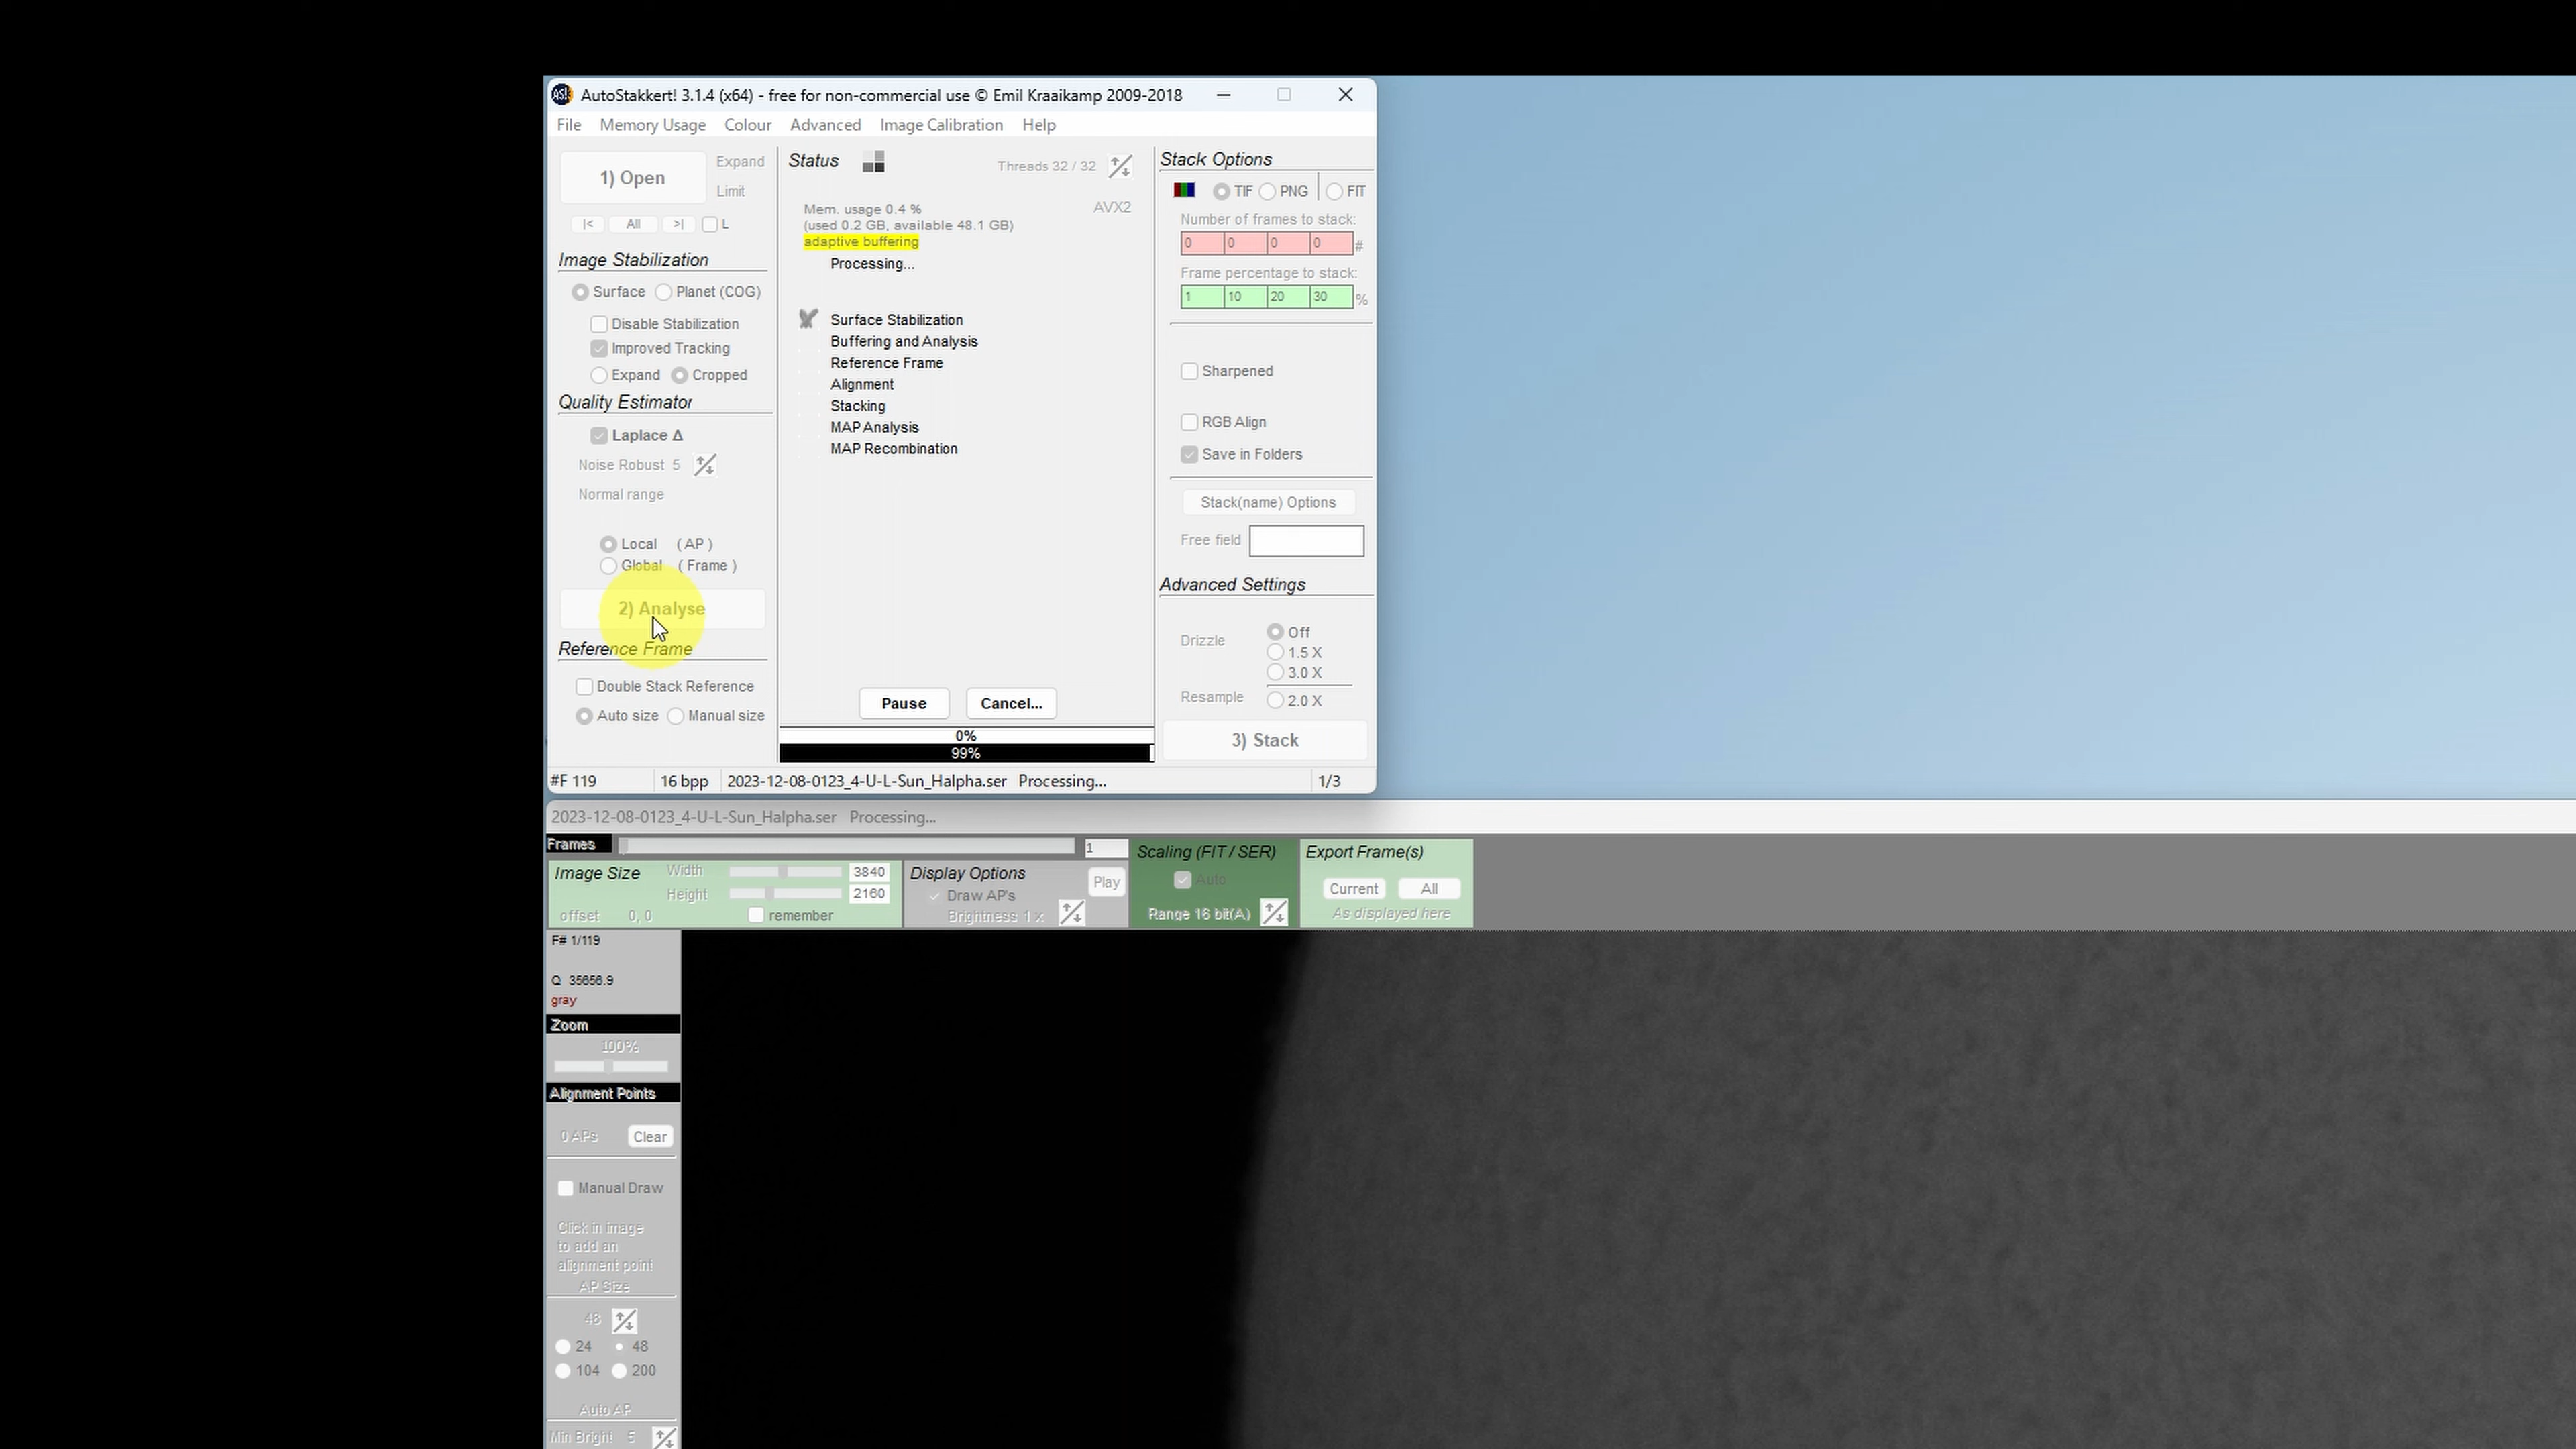 AutoStakkert! 3.1.4 (x64) - free for non-commercial use © Emil Kraaikamp 2009-2018
File Memory Usage Colour Advanced Image Calibration Help
1) Open
Expand
Limit
|< All >| L
Image Stabilization
Surface Planet (COG)
Disable Stabilization
Improved Tracking
Expand Cropped
Quality Estimator
Laplace Δ
Noise Robust 5
Normal range
Local (AP)
Global (Frame)
2) Analyse
Reference Frame
Double Stack Reference
Auto size Manual size
Status
Threads 32 / 32
Mem. usage 0.4 %
AVX2
(used 0.2 GB, available 48.1 GB)
adaptive buffering
Processing...
Surface Stabilization
Buffering and Analysis
Reference Frame
Alignment
Stacking
MAP Analysis
MAP Recombination
Pause Cancel...
0%
99%
Stack Options
TIF PNG FIT
Number of frames to stack:
0 0 0 0 #
Frame percentage to stack:
1 10 20 30 %
Sharpened
RGB Align
Save in Folders
Stack(name) Options
Free field
Advanced Settings
Drizzle
Off
1.5 X
3.0 X
Resample 2.0 X
3) Stack
#F 119 16 bpp 2023-12-08-0123_4-U-L-Sun_Halpha.ser Processing... 1/3
2023-12-08-0123_4-U-L-Sun_Halpha.ser Processing...
Frames 1
Image Size
Width 3840
Height 2160
offset 0, 0 remember
Display Options
Play
Draw AP's
Brightness 1 x
Scaling (FIT / SER)
Auto
Range 16 bit(A)
Export Frame(s)
Current All
As displayed here
F# 1/119
Q 35656.9
gray
Zoom
100%
Alignment Points
0 APs Clear
Manual Draw
Click in image
to add an
alignment point
AP Size
48
24 48
104 200
Auto AP
Min Bright 5